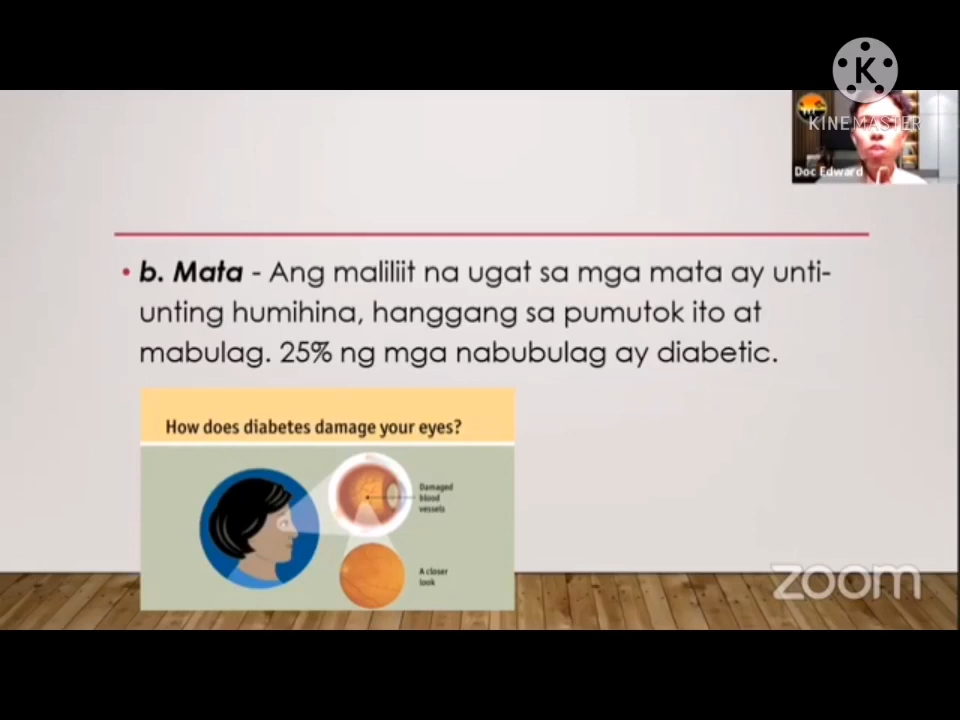 KINEMASTER
Doc Edward
• b. Mata - Ang maliliit na ugat sa mga mata ay unti-
unting humihina, hanggang sa pumutok ito at
mabulag. 25% ng mga nabubulag ay diabetic.
How does diabetes damage your eyes?
Damaged
blood
vessels
A closer
look
zoom